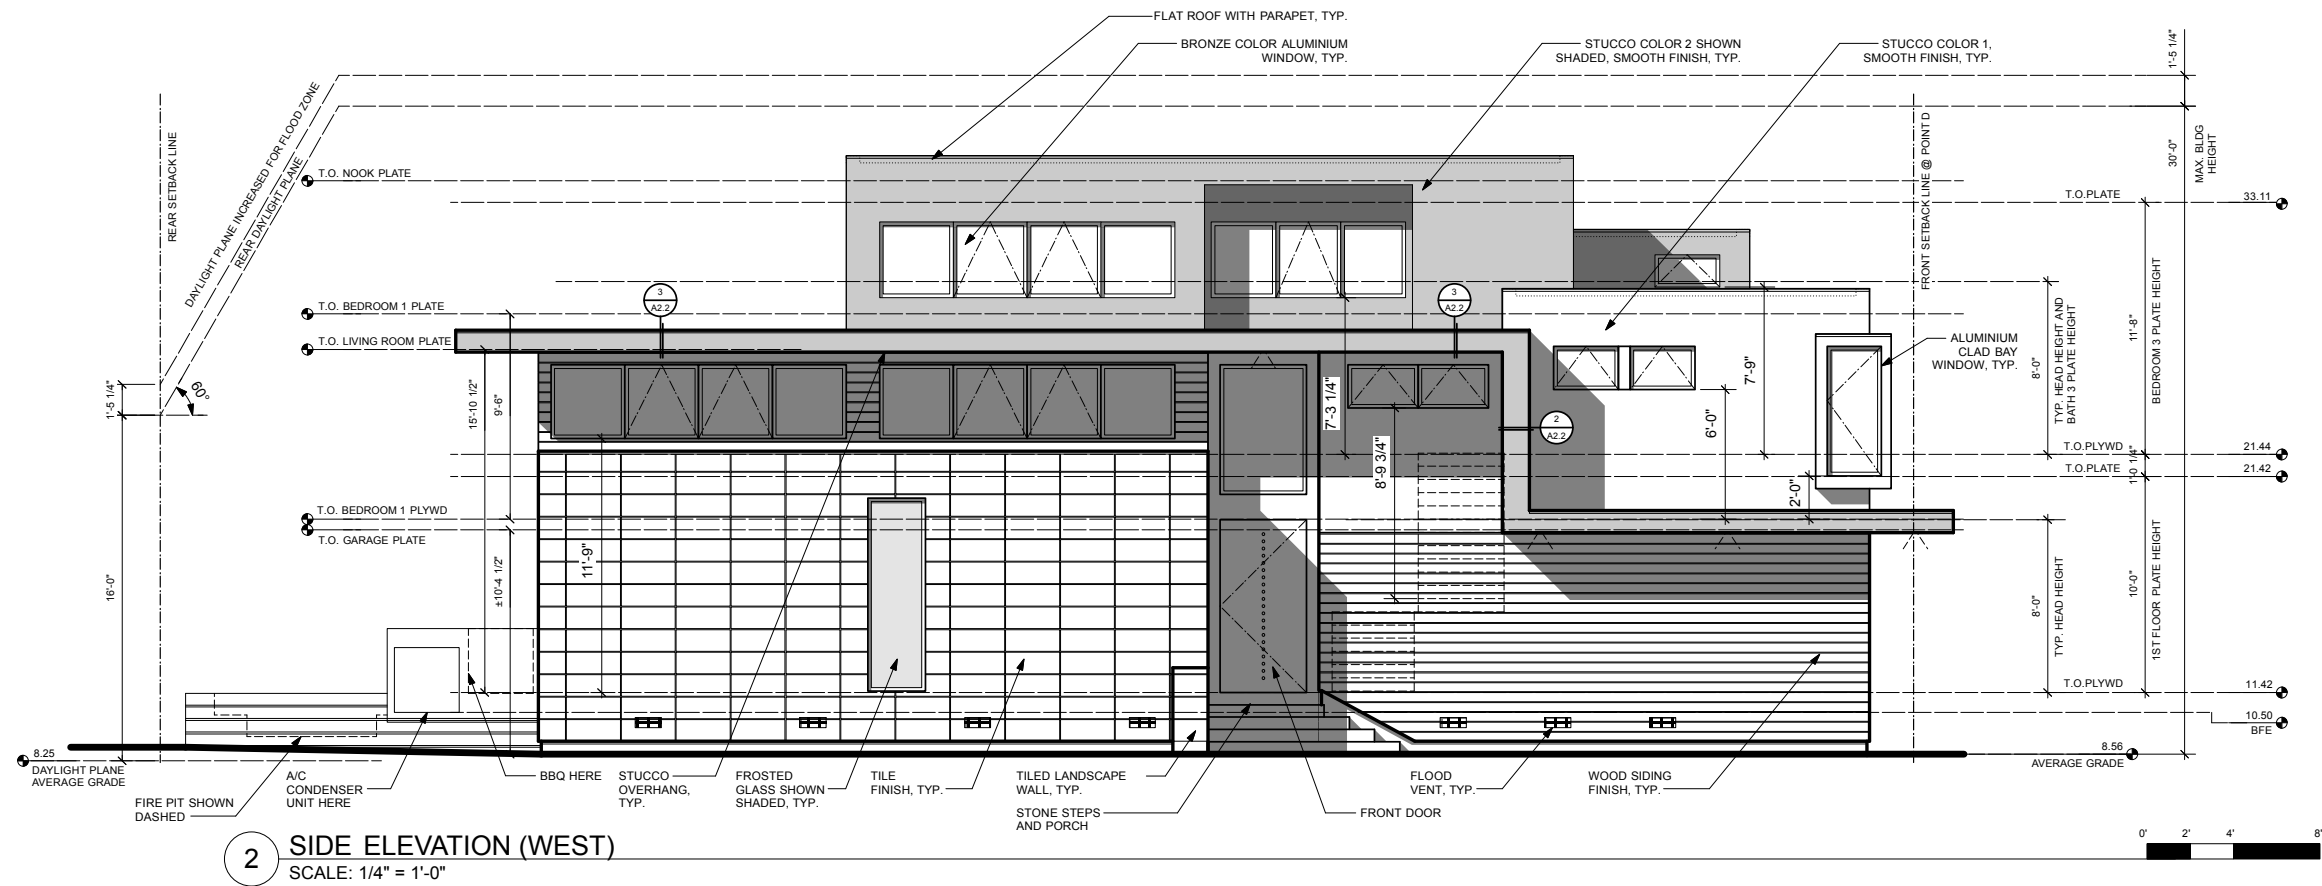 FLAT ROOF WITH PARAPET, TYP.
BRONZE COLOR ALUMINIUM
WINDOW, TYP.
STUCCO COLOR 2 SHOWN
SHADED, SMOOTH FINISH, TYP.
STUCCO COLOR 1,
SMOOTH FINISH, TYP.
1'-5 1/4"
REAR SETBACK LINE
DAYLIGHT PLANE INCREASED FOR FLOOD ZONE
REAR DAYLIGHT PLANE
FRONT SETBACK LINE @ POINT D
30'-0"
MAX. BLDG
HEIGHT
T.O. NOOK PLATE
T.O.PLATE
33.11
T.O. BEDROOM 1 PLATE
3
A2.2
3
A2.2
T.O. LIVING ROOM PLATE
ALUMINIUM
CLAD BAY
WINDOW, TYP.
8'-0"
TYP. HEAD HEIGHT AND
BATH 3 PLATE HEIGHT
11'-8"
BEDROOM 3 PLATE HEIGHT
60°
1'-5 1/4"
15'-10 1/2"
9'-6"
7'-3 1/4"
7'-9"
6'-0"
2
A2.2
8'-9 3/4"
T.O.PLYWD
21.44
T.O.PLATE
21.42
1'-0 1/4"
2'-0"
T.O. BEDROOM 1 PLYWD
T.O. GARAGE PLATE
11'-9"
±10'-4 1/2"
16'-0"
8'-0"
TYP. HEAD HEIGHT
10'-0"
1ST FLOOR PLATE HEIGHT
T.O.PLYWD
11.42
10.50
BFE
8.25
DAYLIGHT PLANE
AVERAGE GRADE
8.56
AVERAGE GRADE
FIRE PIT SHOWN
DASHED
A/C
CONDENSER
UNIT HERE
BBQ HERE
STUCCO
OVERHANG,
TYP.
FROSTED
GLASS SHOWN
SHADED, TYP.
TILE
FINISH, TYP.
TILED LANDSCAPE
WALL, TYP.
STONE STEPS
AND PORCH
FRONT DOOR
FLOOD
VENT, TYP.
WOOD SIDING
FINISH, TYP.
2
SIDE ELEVATION (WEST)
SCALE: 1/4" = 1'-0"
0' 2' 4' 8'